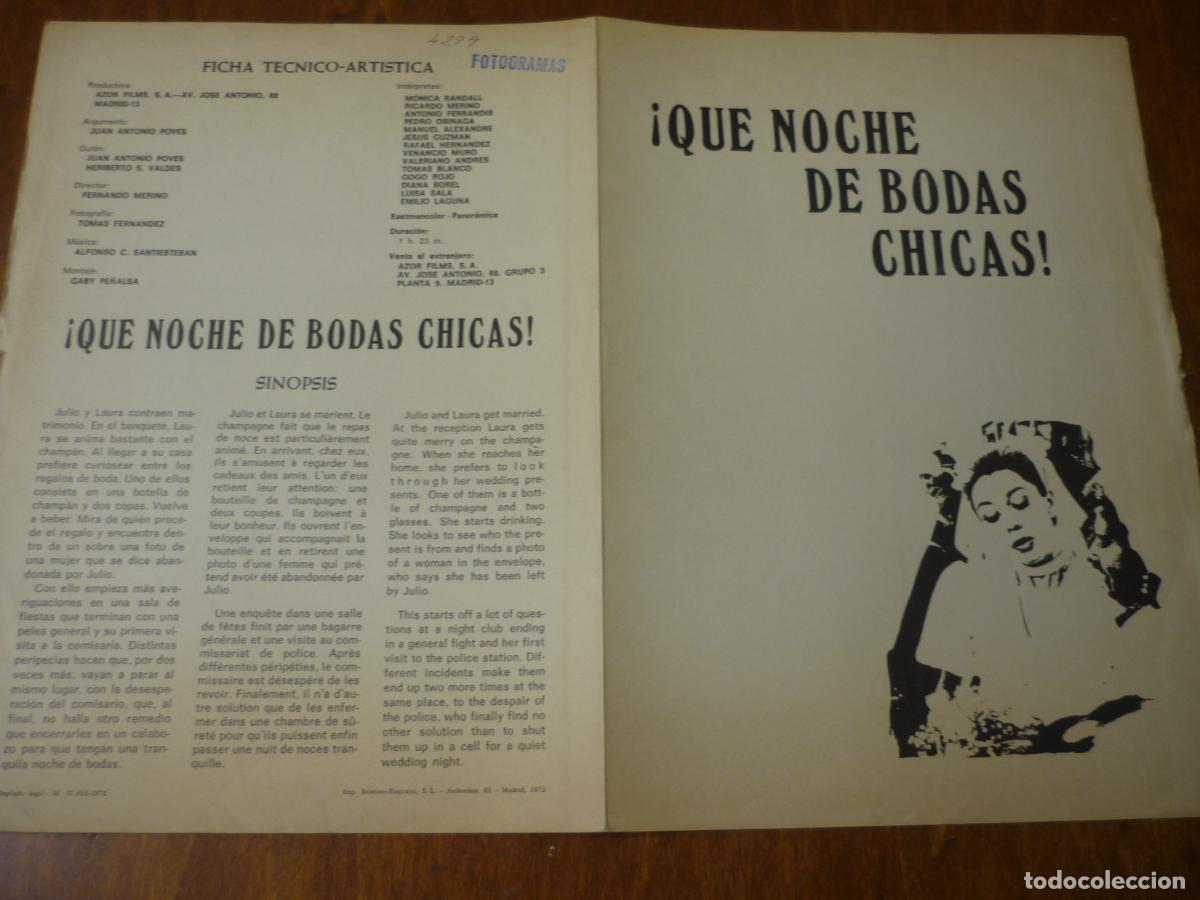 4299
FOTOGRAMAS
FICHA TECNICO-ARTISTICA
Productora:
AZOR FILMS, S. A.—AV. JOSE ANTONIO, 88
MADRID-13
Argumento:
JUAN ANTONIO POVES
Guión:
JUAN ANTONIO POVES
HERIBERTO S. VALDES
Director:
FERNANDO MERINO
Fotografía:
TOMAS FERNANDEZ
Música:
ALFONSO C. SANTIESTEBAN
Montaje:
GABY PEÑALBA
Intérpretes:
MONICA RANDALL
RICARDO MERINO
ANTONIO FERRANDIS
PEDRO OSINAGA
MANUEL ALEXANDRE
JESUS GUZMAN
RAFAEL HERNANDEZ
VENANCIO MURO
VALERIANO ANDRES
TOMAS BLANCO
GOGO ROJO
DIANA SOREL
LUISA SALA
EMILIO LAGUNA
Eastmancolor - Panorámica
Duración:
1 h. 23 m.
Venta al extranjero:
AZOR FILMS, S. A.
AV. JOSE ANTONIO, 88. GRUPO 3
PLANTA 9. MADRID-13
¡QUE NOCHE DE BODAS CHICAS!
SINOPSIS
Julio y Laura contraen ma-
trimonio. En el banquete, Lau-
ra se anima bastante con el
champán. Al llegar a su casa
prefiere curiosear entre los
regalos de boda. Uno de ellos
consiste en una botella de
champán y dos copas. Vuelve
a beber. Mira de quién proce-
de el regalo y encuentra den-
tro de un sobre una foto de
una mujer que se dice aban-
donada por Julio.
Con ello empieza más ave-
riguaciones en una sala de
fiestas que terminan con una
pelea general y su primera vi-
sita a la comisaría. Distintas
peripecias hacen que, por dos
veces más, vayan a parar al
mismo lugar, con la desespe-
ración del comisario, que, al
final, no halla otro remedio
que encerrarles en un calabo-
zo para que tengan una tran-
quila noche de bodas.
Julio et Laura se marient. Le
champagne fait que le repas
de noce est particulièrement
animé. En arrivant, chez eux,
ils s'amusent à regarder les
cadeaux des amis. L'un d'eux
retient leur attention: une
bouteille de champagne et
deux coupes. Ils boivent à
leur bonheur. Ils ouvrent l'en-
veloppe qui accompagnait la
bouteille et en retirent une
photo d'une femme qui pré-
tend avoir été abandonnée par
Julio.
Une enquête dans une salle
de fêtes finit par une bagarre
générale et une visite au com-
missariat de police. Après
différentes péripéties, le com-
missaire est désespéré de les
revoir. Finalement, il n'a d'au-
tre solution que de les enfer-
mer dans une chambre de sû-
reté pour qu'ils puissent enfin
passer une nuit de noces tran-
quille.
Julio and Laura get married.
At the reception Laura gets
quite merry on the champa-
gne. When she reaches her
home, she prefers to look
through her wedding pre-
sents. One of them is a bott-
le of champagne and two
glasses. She starts drinking.
She looks to see who the pre-
sent is from and finds a photo
of a woman in the envelope,
who says she has been left
by Julio.
This starts off a lot of ques-
tions at a night club ending
in a general fight and her first
visit to the police station. Dif-
ferent incidents make them
end up two more times at the
same place, to the despair of
the police, who finally find no
other solution than to shut
them up in a cell for a quiet
wedding night.
Depósito legal - M.
Madrid, 1972
¡QUE NOCHE
DE BODAS
CHICAS!
todocoleccion